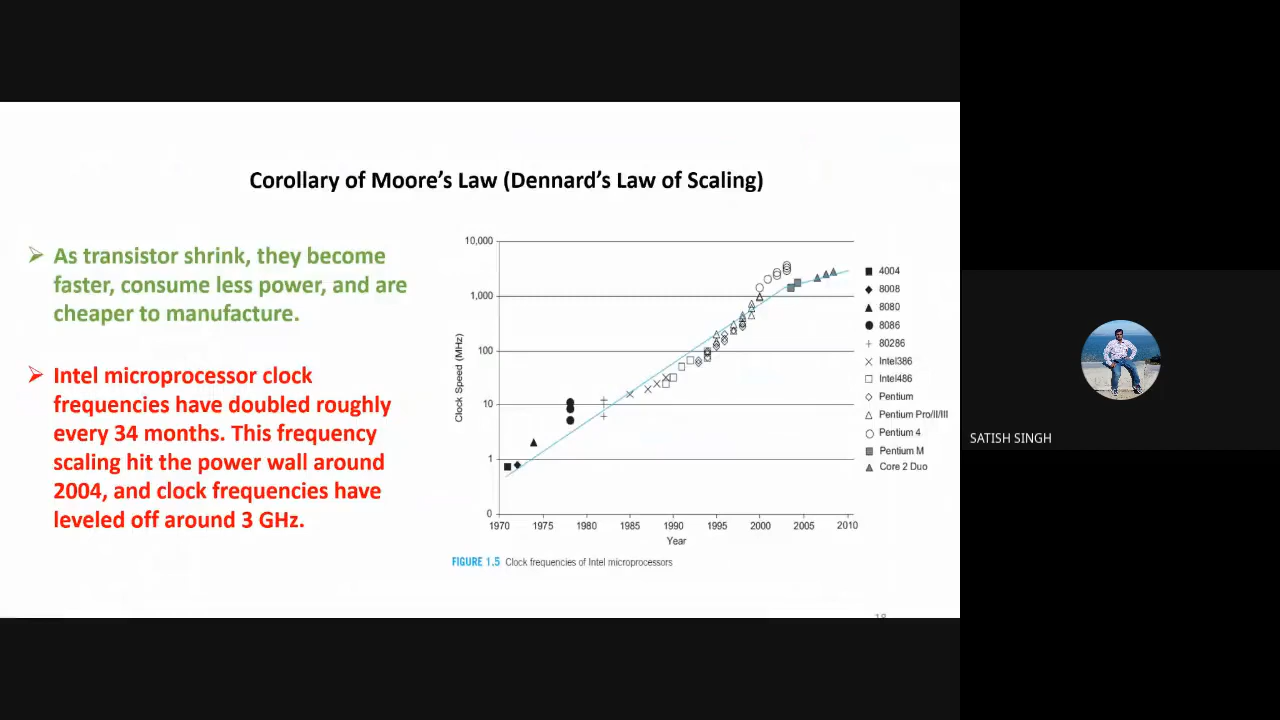 Corollary of Moore's Law (Dennard's Law of Scaling)
As transistor shrink, they become
faster, consume less power, and are
cheaper to manufacture.
Intel microprocessor clock
frequencies have doubled roughly
every 34 months. This frequency
scaling hit the power wall around
2004, and clock frequencies have
leveled off around 3 GHz.
10,000
1,000
100
10
1
0
Clock Speed (MHz)
1970 1975 1980 1985 1990 1995 2000 2005 2010
Year
4004
8008
8080
8086
80286
Intel386
Intel486
Pentium
Pentium Pro/II/III
Pentium 4
Pentium M
Core 2 Duo
FIGURE 1.5 Clock frequencies of Intel microprocessors
SATISH SINGH